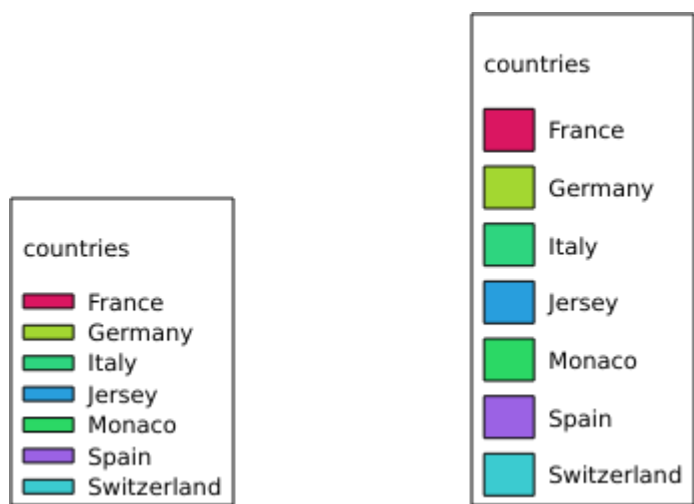 countries
France
Germany
Italy
Jersey
Monaco
Spain
Switzerland
countries
France
Germany
Italy
Jersey
Monaco
Spain
Switzerland